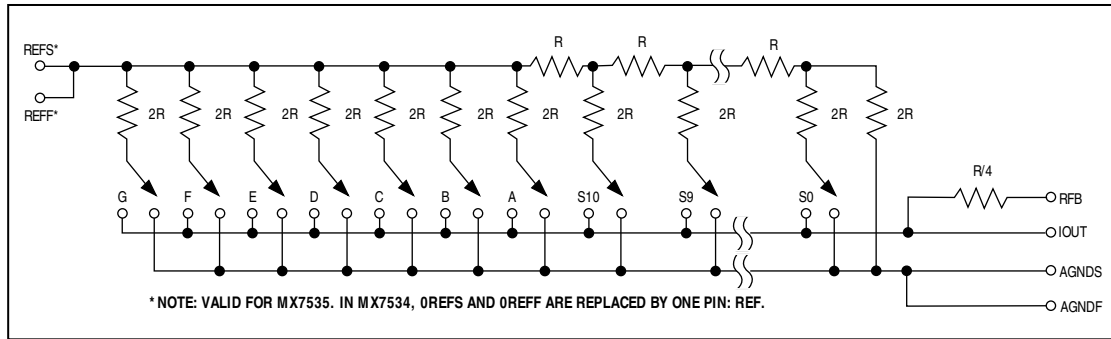 REFS*
REFF*
R R R
2R 2R 2R 2R 2R 2R 2R 2R 2R 2R 2R
R/4
G F E D C B A S10 S9 S0
RFB
IOUT
AGNDS
AGNDF
* NOTE: VALID FOR MX7535. IN MX7534, 0REFS AND 0REFF ARE REPLACED BY ONE PIN: REF.